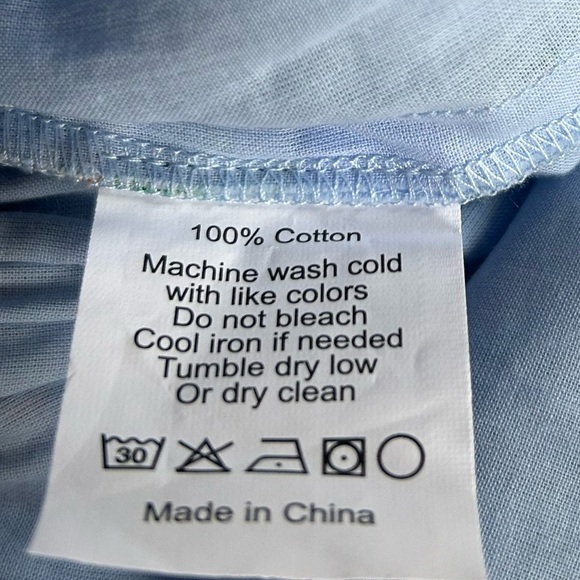 100% Cotton
Machine wash cold
with like colors
Do not bleach
Cool iron if needed
Tumble dry low
Or dry clean
30
Made in China